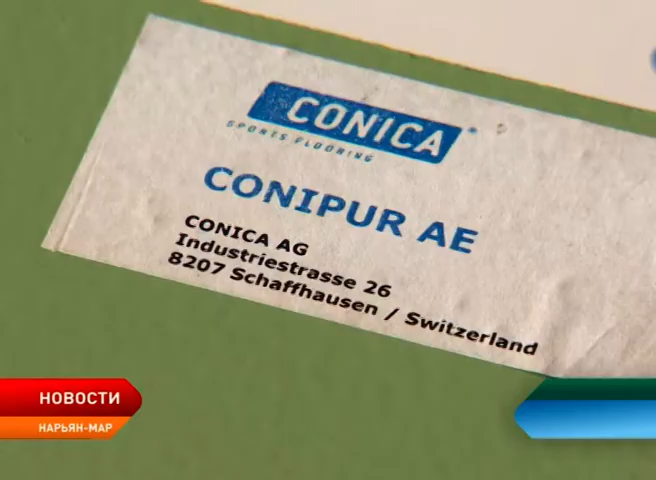 CONICA
SPORTS FLOORING
CONIPUR AE
CONICA AG
Industriestrasse 26
8207 Schaffhausen / Switzerland
НОВОСТИ
НАРЬЯН-МАР